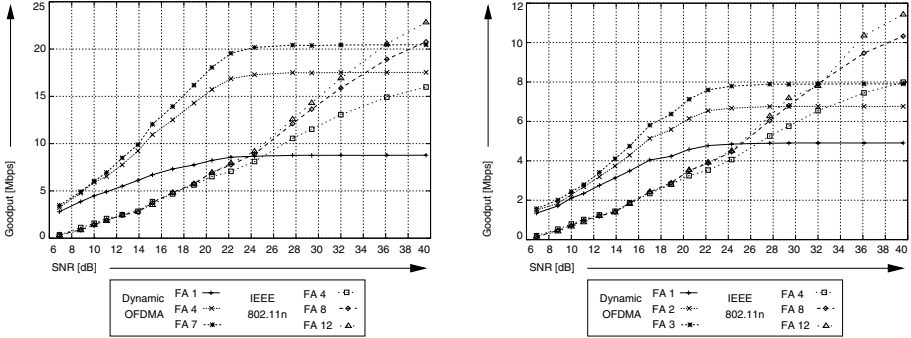 25
20
15
10
5
0
Goodput [Mbps]
6 8 10 12 14 16 18 20 22 24 26 28 30 32 34 36 38 40
SNR [dB]
Dynamic OFDMA
FA 1
FA 4
FA 7
IEEE 802.11n
FA 4
FA 8
FA 12
12
10
8
6
4
2
0
Goodput [Mbps]
6 8 10 12 14 16 18 20 22 24 26 28 30 32 34 36 38 40
SNR [dB]
Dynamic OFDMA
FA 1
FA 2
FA 3
IEEE 802.11n
FA 4
FA 8
FA 12